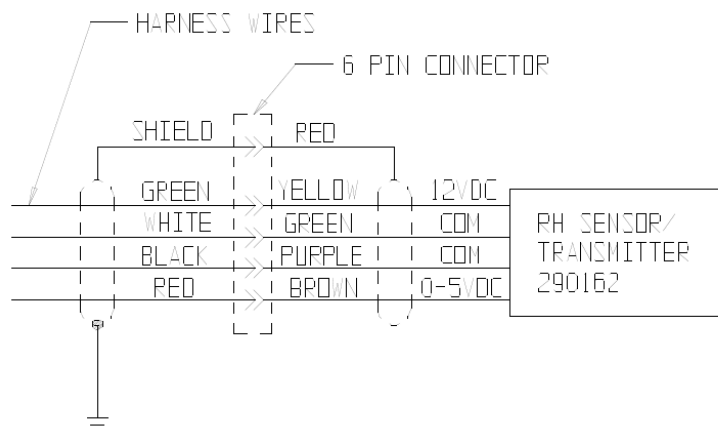 HARNESS WIRES
6 PIN CONNECTOR
SHIELD RED
GREEN YELLOW 12VDC
WHITE GREEN COM
BLACK PURPLE COM
RED BROWN 0-5VDC
RH SENSOR/
TRANSMITTER
290162